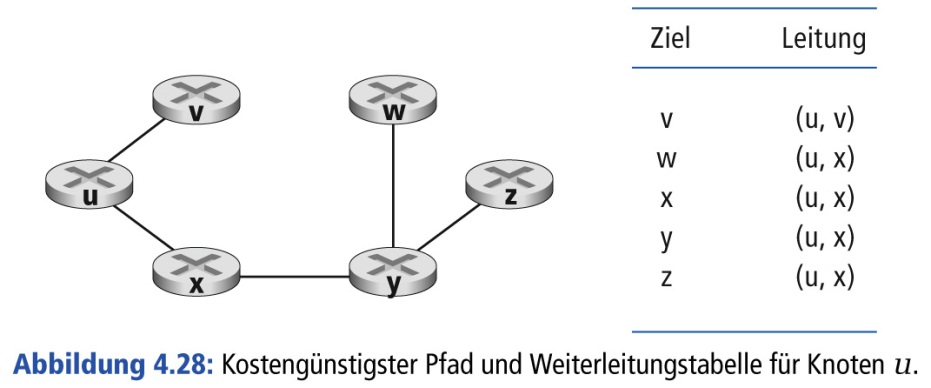 Ziel Leitung
v w
v (u, v)
w (u, x)
u z
x (u, x)
y (u, x)
x y
z (u, x)
Abbildung 4.28: Kostengünstigster Pfad und Weiterleitungstabelle für Knoten u.